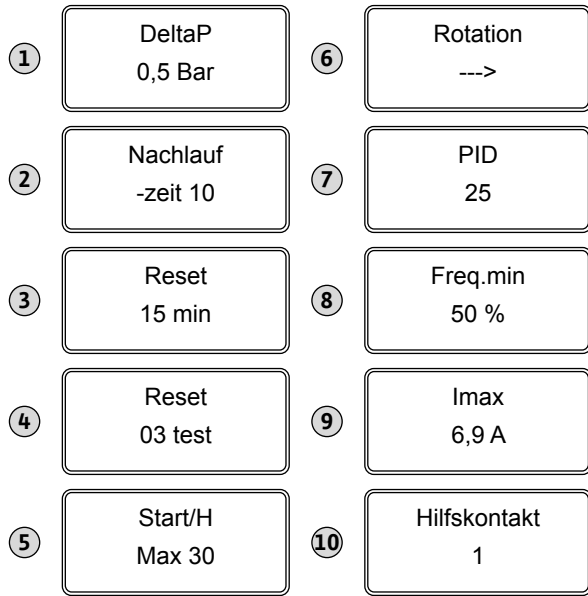 1
DeltaP
0,5 Bar
2
Nachlauf
-zeit 10
3
Reset
15 min
4
Reset
03 test
5
Start/H
Max 30
6
Rotation
--->
7
PID
25
8
Freq.min
50 %
9
Imax
6,9 A
10
Hilfskontakt
1